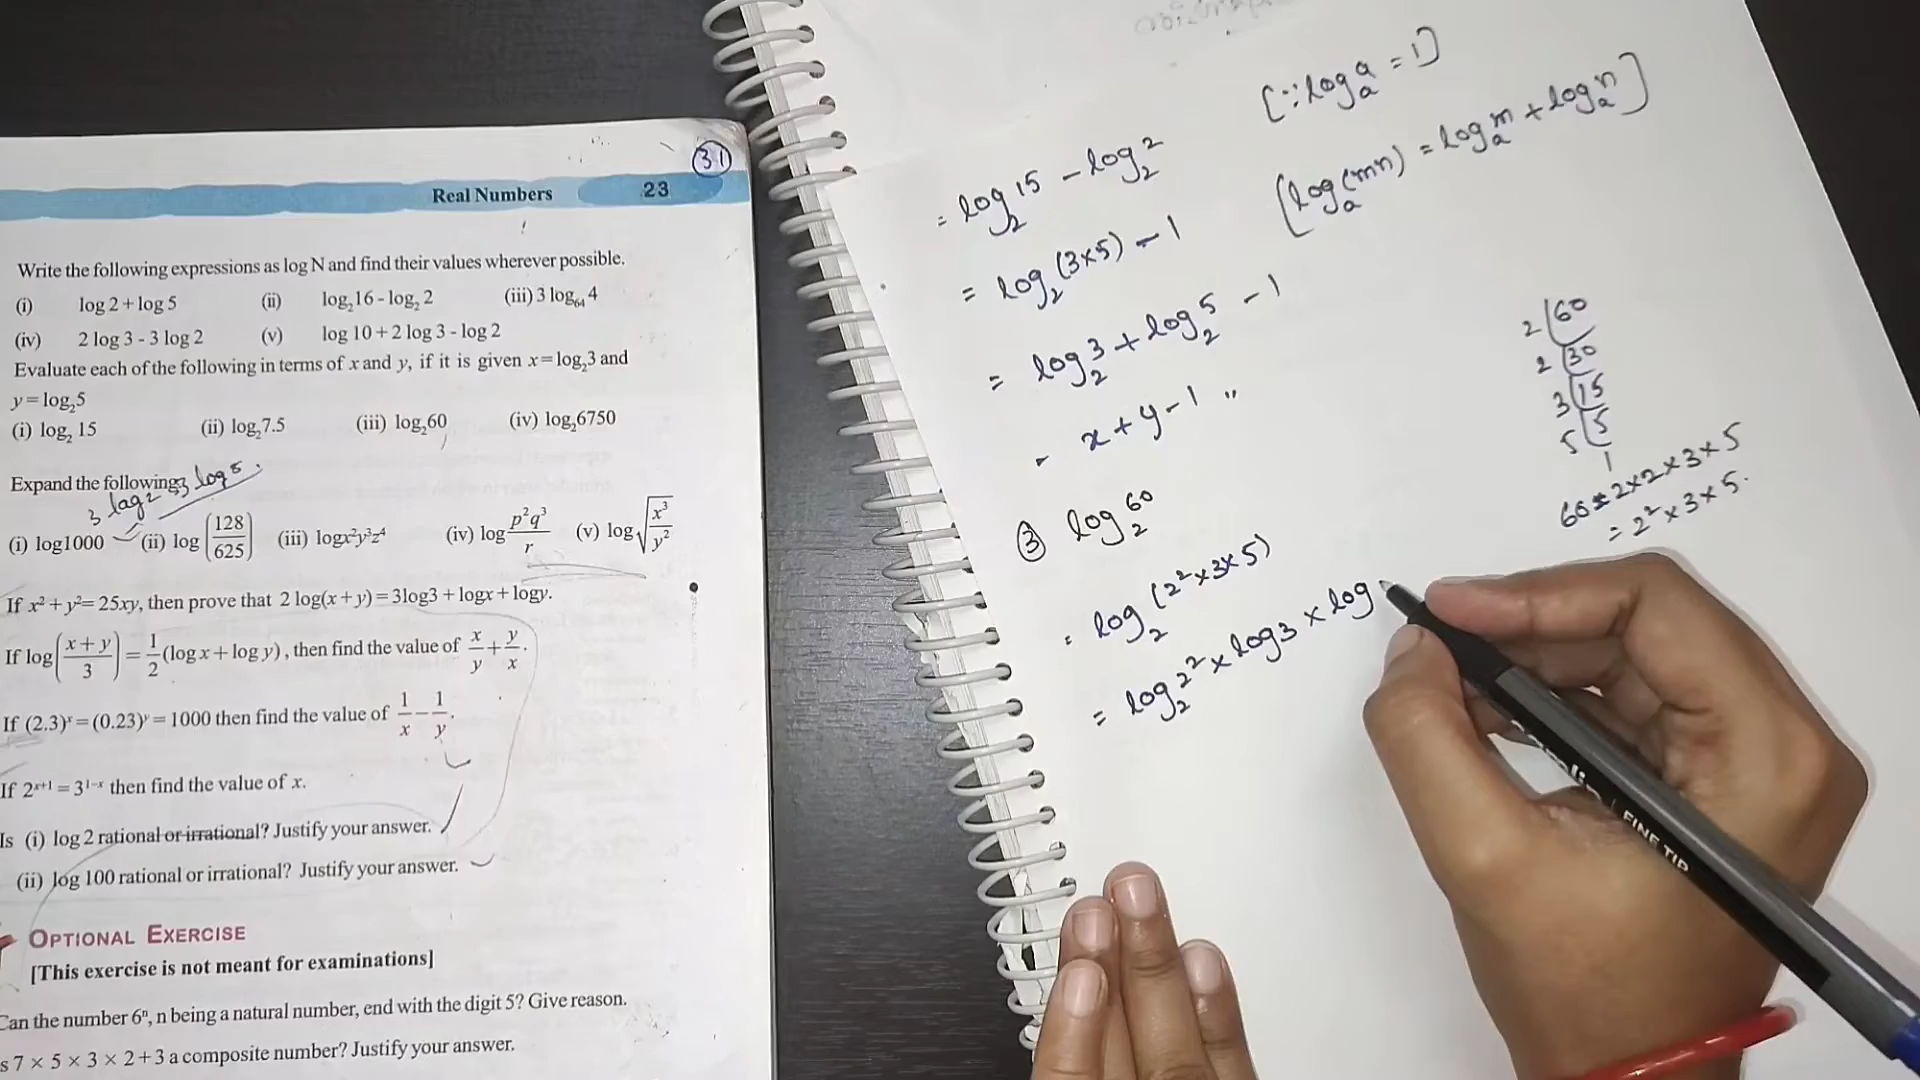 31
Real Numbers 23
Write the following expressions as log N and find their values wherever possible.
(i) log 2 + log 5 (ii) log₂16 - log₂ 2 (iii) 3 log₆₄ 4
(iv) 2 log 3 - 3 log 2 (v) log 10 + 2 log 3 - log 2
Evaluate each of the following in terms of x and y, if it is given x = log₂3 and
y = log₂5
(i) log₂ 15 (ii) log₂7.5 (iii) log₂60 (iv) log₂6750
Expand the following
3 log 2 + 3 log 5.
(i) log1000 (ii) log (128/625) (iii) logx²y³z⁴ (iv) log p²q³/r (v) log √(x³/y²)
If x² + y² = 25xy, then prove that 2 log(x + y) = 3log3 + logx + logy.
If log ((x + y)/3) = 1/2 (log x + log y), then find the value of x/y + y/x.
If (2.3)ˣ = (0.23)ʸ = 1000 then find the value of 1/x − 1/y.
If 2ˣ⁺¹ = 3¹⁻ˣ then find the value of x.
Is (i) log 2 rational or irrational? Justify your answer.
(ii) log 100 rational or irrational? Justify your answer.
OPTIONAL EXERCISE
[This exercise is not meant for examinations]
Can the number 6ⁿ, n being a natural number, end with the digit 5? Give reason.
s 7 × 5 × 3 × 2 + 3 a composite number? Justify your answer.
[∵ logₐa = 1]
= log₂15 − log₂2
[logₐ(mn) = logₐm + logₐn]
= log₂(3×5) − 1
= log₂3 + log₂5 − 1
= x + y − 1 "
2 | 60
2 | 30
3 | 15
5 | 5
1
60 = 2×2×3×5
= 2² × 3 × 5.
③ log₂60
= log₂(2²×3×5)
= log₂2² × log3 × log
FINE TIP